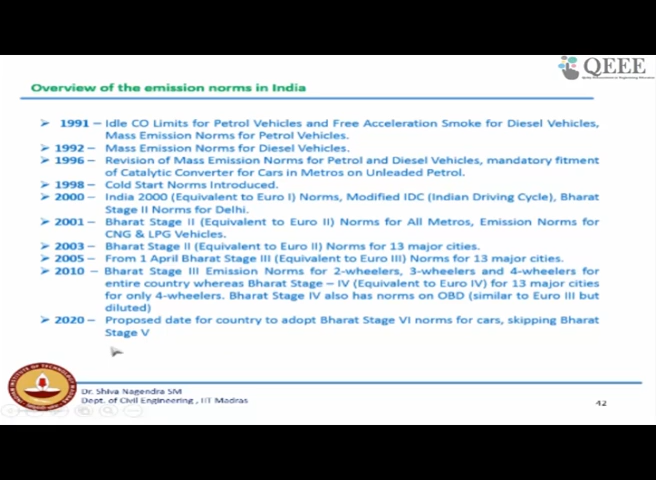 QEEE
Overview of the emission norms in India
➢ 1991 – Idle CO Limits for Petrol Vehicles and Free Acceleration Smoke for Diesel Vehicles,
Mass Emission Norms for Petrol Vehicles.
➢ 1992 – Mass Emission Norms for Diesel Vehicles.
➢ 1996 – Revision of Mass Emission Norms for Petrol and Diesel Vehicles, mandatory fitment
of Catalytic Converter for Cars in Metros on Unleaded Petrol.
➢ 1998 – Cold Start Norms Introduced.
➢ 2000 – India 2000 (Equivalent to Euro I) Norms, Modified IDC (Indian Driving Cycle), Bharat
Stage II Norms for Delhi.
➢ 2001 – Bharat Stage II (Equivalent to Euro II) Norms for All Metros, Emission Norms for
CNG & LPG Vehicles.
➢ 2003 – Bharat Stage II (Equivalent to Euro II) Norms for 13 major cities.
➢ 2005 – From 1 April Bharat Stage III (Equivalent to Euro III) Norms for 13 major cities.
➢ 2010 – Bharat Stage III Emission Norms for 2-wheelers, 3-wheelers and 4-wheelers for
entire country whereas Bharat Stage – IV (Equivalent to Euro IV) for 13 major cities
for only 4-wheelers. Bharat Stage IV also has norms on OBD (similar to Euro III but
diluted)
➢ 2020 – Proposed date for country to adopt Bharat Stage VI norms for cars, skipping Bharat
Stage V
Dr. Shiva Nagendra SM
Dept. of Civil Engineering , IIT Madras
42